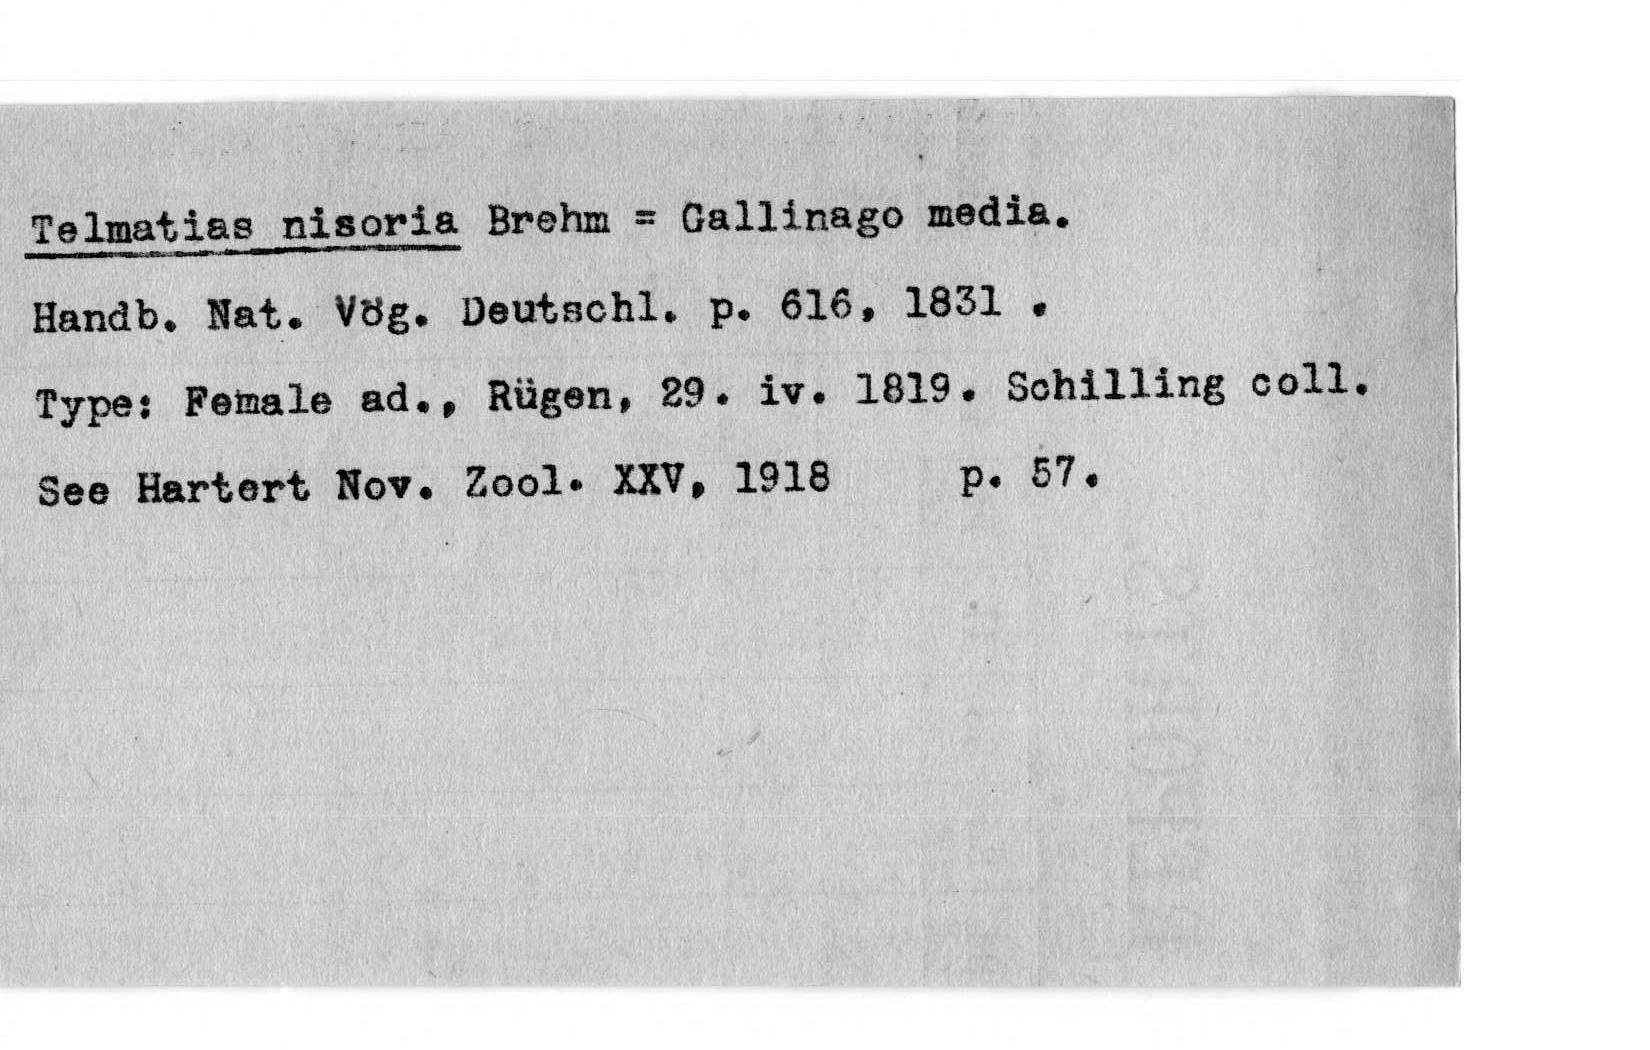 Telmatias nisoria Brehm = Gallinago media.
Handb. Nat. Vög. Deutschl. p. 616, 1831 .
Type: Female ad., Rügen, 29. iv. 1819. Schilling coll.
See Hartert Nov. Zool. XXV, 1918 p. 57.